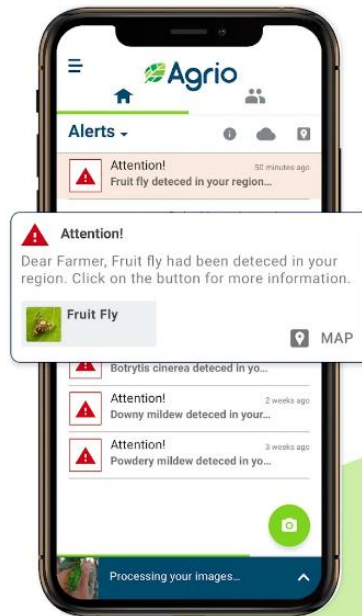 Agrio
Alerts
Attention!
50 minutes ago
Fruit fly deteced in your region...
Attention!
Dear Farmer, Fruit fly had been deteced in your
region. Click on the button for more information.
Fruit Fly
MAP
Botrytis cinerea deteced in yo...
Attention!
2 weeks ago
Downy mildew deteced in your...
Attention!
3 weeks ago
Powdery mildew deteced in yo...
Processing your images...